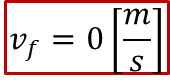 v_f = 0 [m/s]